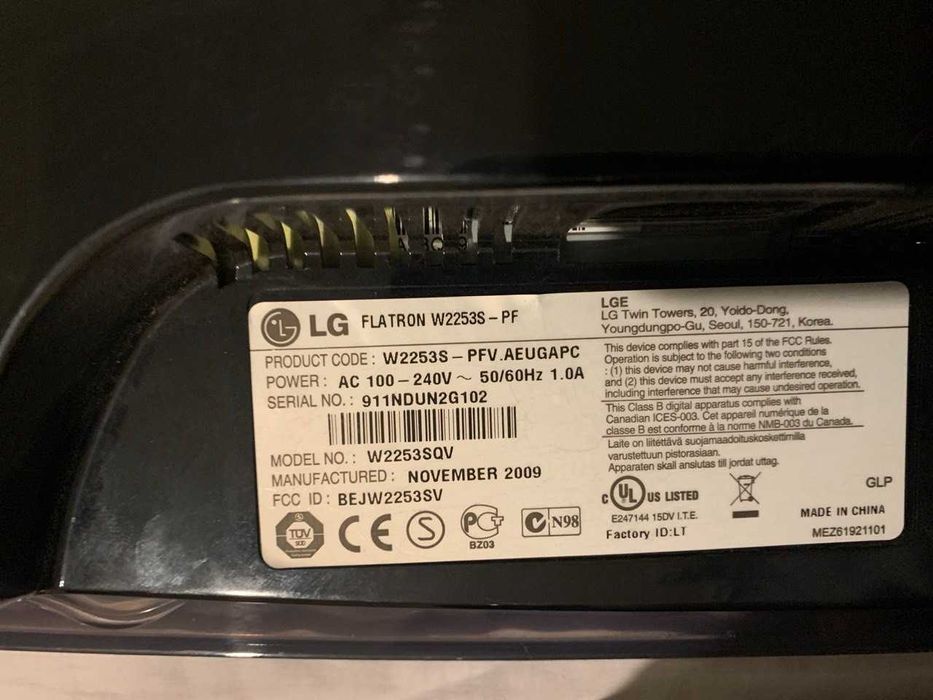 LG FLATRON W2253S-PF
PRODUCT CODE : W2253S-PFV.AEUGAPC
POWER : AC 100-240V ~ 50/60Hz 1.0A
SERIAL NO. : 911NDUN2G102
MODEL NO. : W2253SQV
MANUFACTURED : NOVEMBER 2009
FCC ID : BEJW2253SV
TÜV
SÜD
CE
S
PCT
BZ03
N98
LGE
LG Twin Towers, 20, Yoido-Dong,
Youngdungpo-Gu, Seoul, 150-721, Korea.
This device complies with part 15 of the FCC Rules.
Operation is subject to the following two conditions
: (1) this device may not cause harmful interference,
and (2) this device must accept any interference received,
including interference that may cause undesired operation.
This Class B digital apparatus complies with
Canadian ICES-003. Cet appareil numérique de la
classe B est conforme à la norme NMB-003 du Canada.
Laite on liitettävä suojamaadoituskoskettimilla
varustettuun pistorasiaan.
Apparaten skall anslutas till jordat uttag.
C UL US LISTED
E247144 15DV I.T.E.
Factory ID:LT
GLP
MADE IN CHINA
MEZ61921101